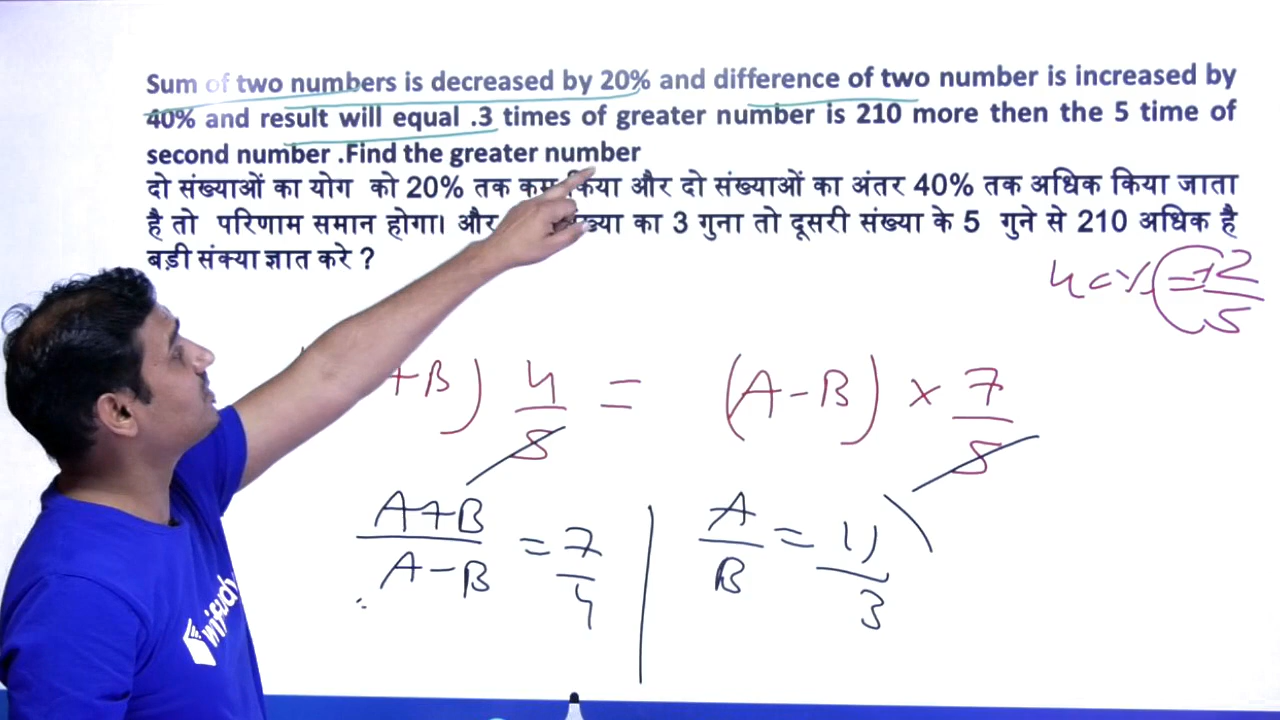 Sum of two numbers is decreased by 20% and difference of two number is increased by
40% and result will equal .3 times of greater number is 210 more then the 5 time of
second number .Find the greater number
दो संख्याओं का योग को 20% तक कम किया और दो संख्याओं का अंतर 40% तक अधिक किया जाता
है तो परिणाम समान होगा। और का 3 गुना तो दूसरी संख्या के 5 गुने से 210 अधिक है
बड़ी संक्या ज्ञात करे ?
12/5
+B) 4/5 = (A-B) × 7/5
A+B/A-B = 7/4
A/B = 11/3